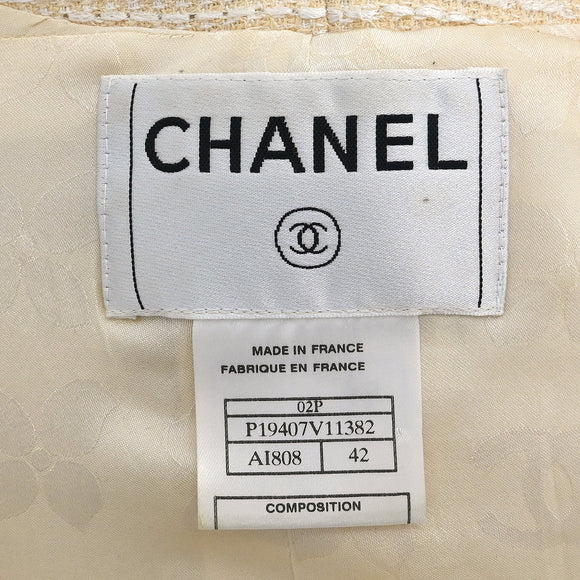 CHANEL
MADE IN FRANCE
FABRIQUE EN FRANCE
02P
P19407V11382
AI808 42
COMPOSITION